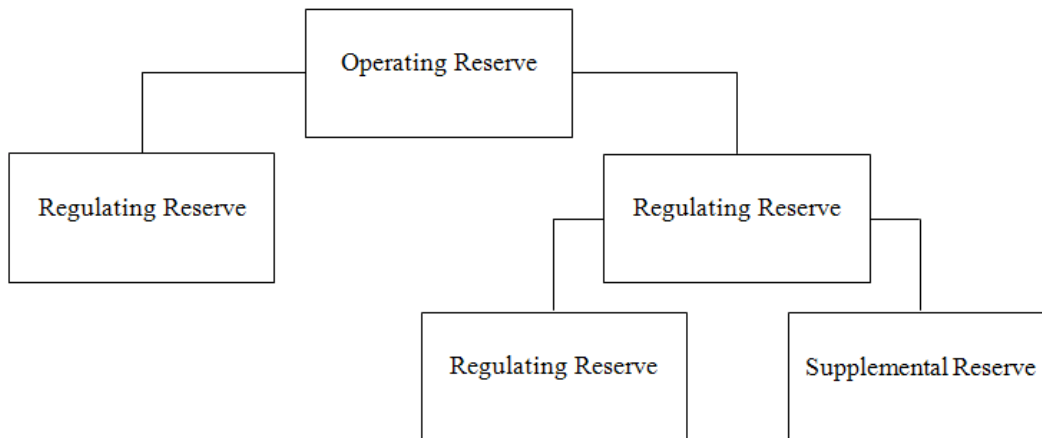 Operating Reserve
Regulating Reserve
Regulating Reserve
Regulating Reserve
Supplemental Reserve